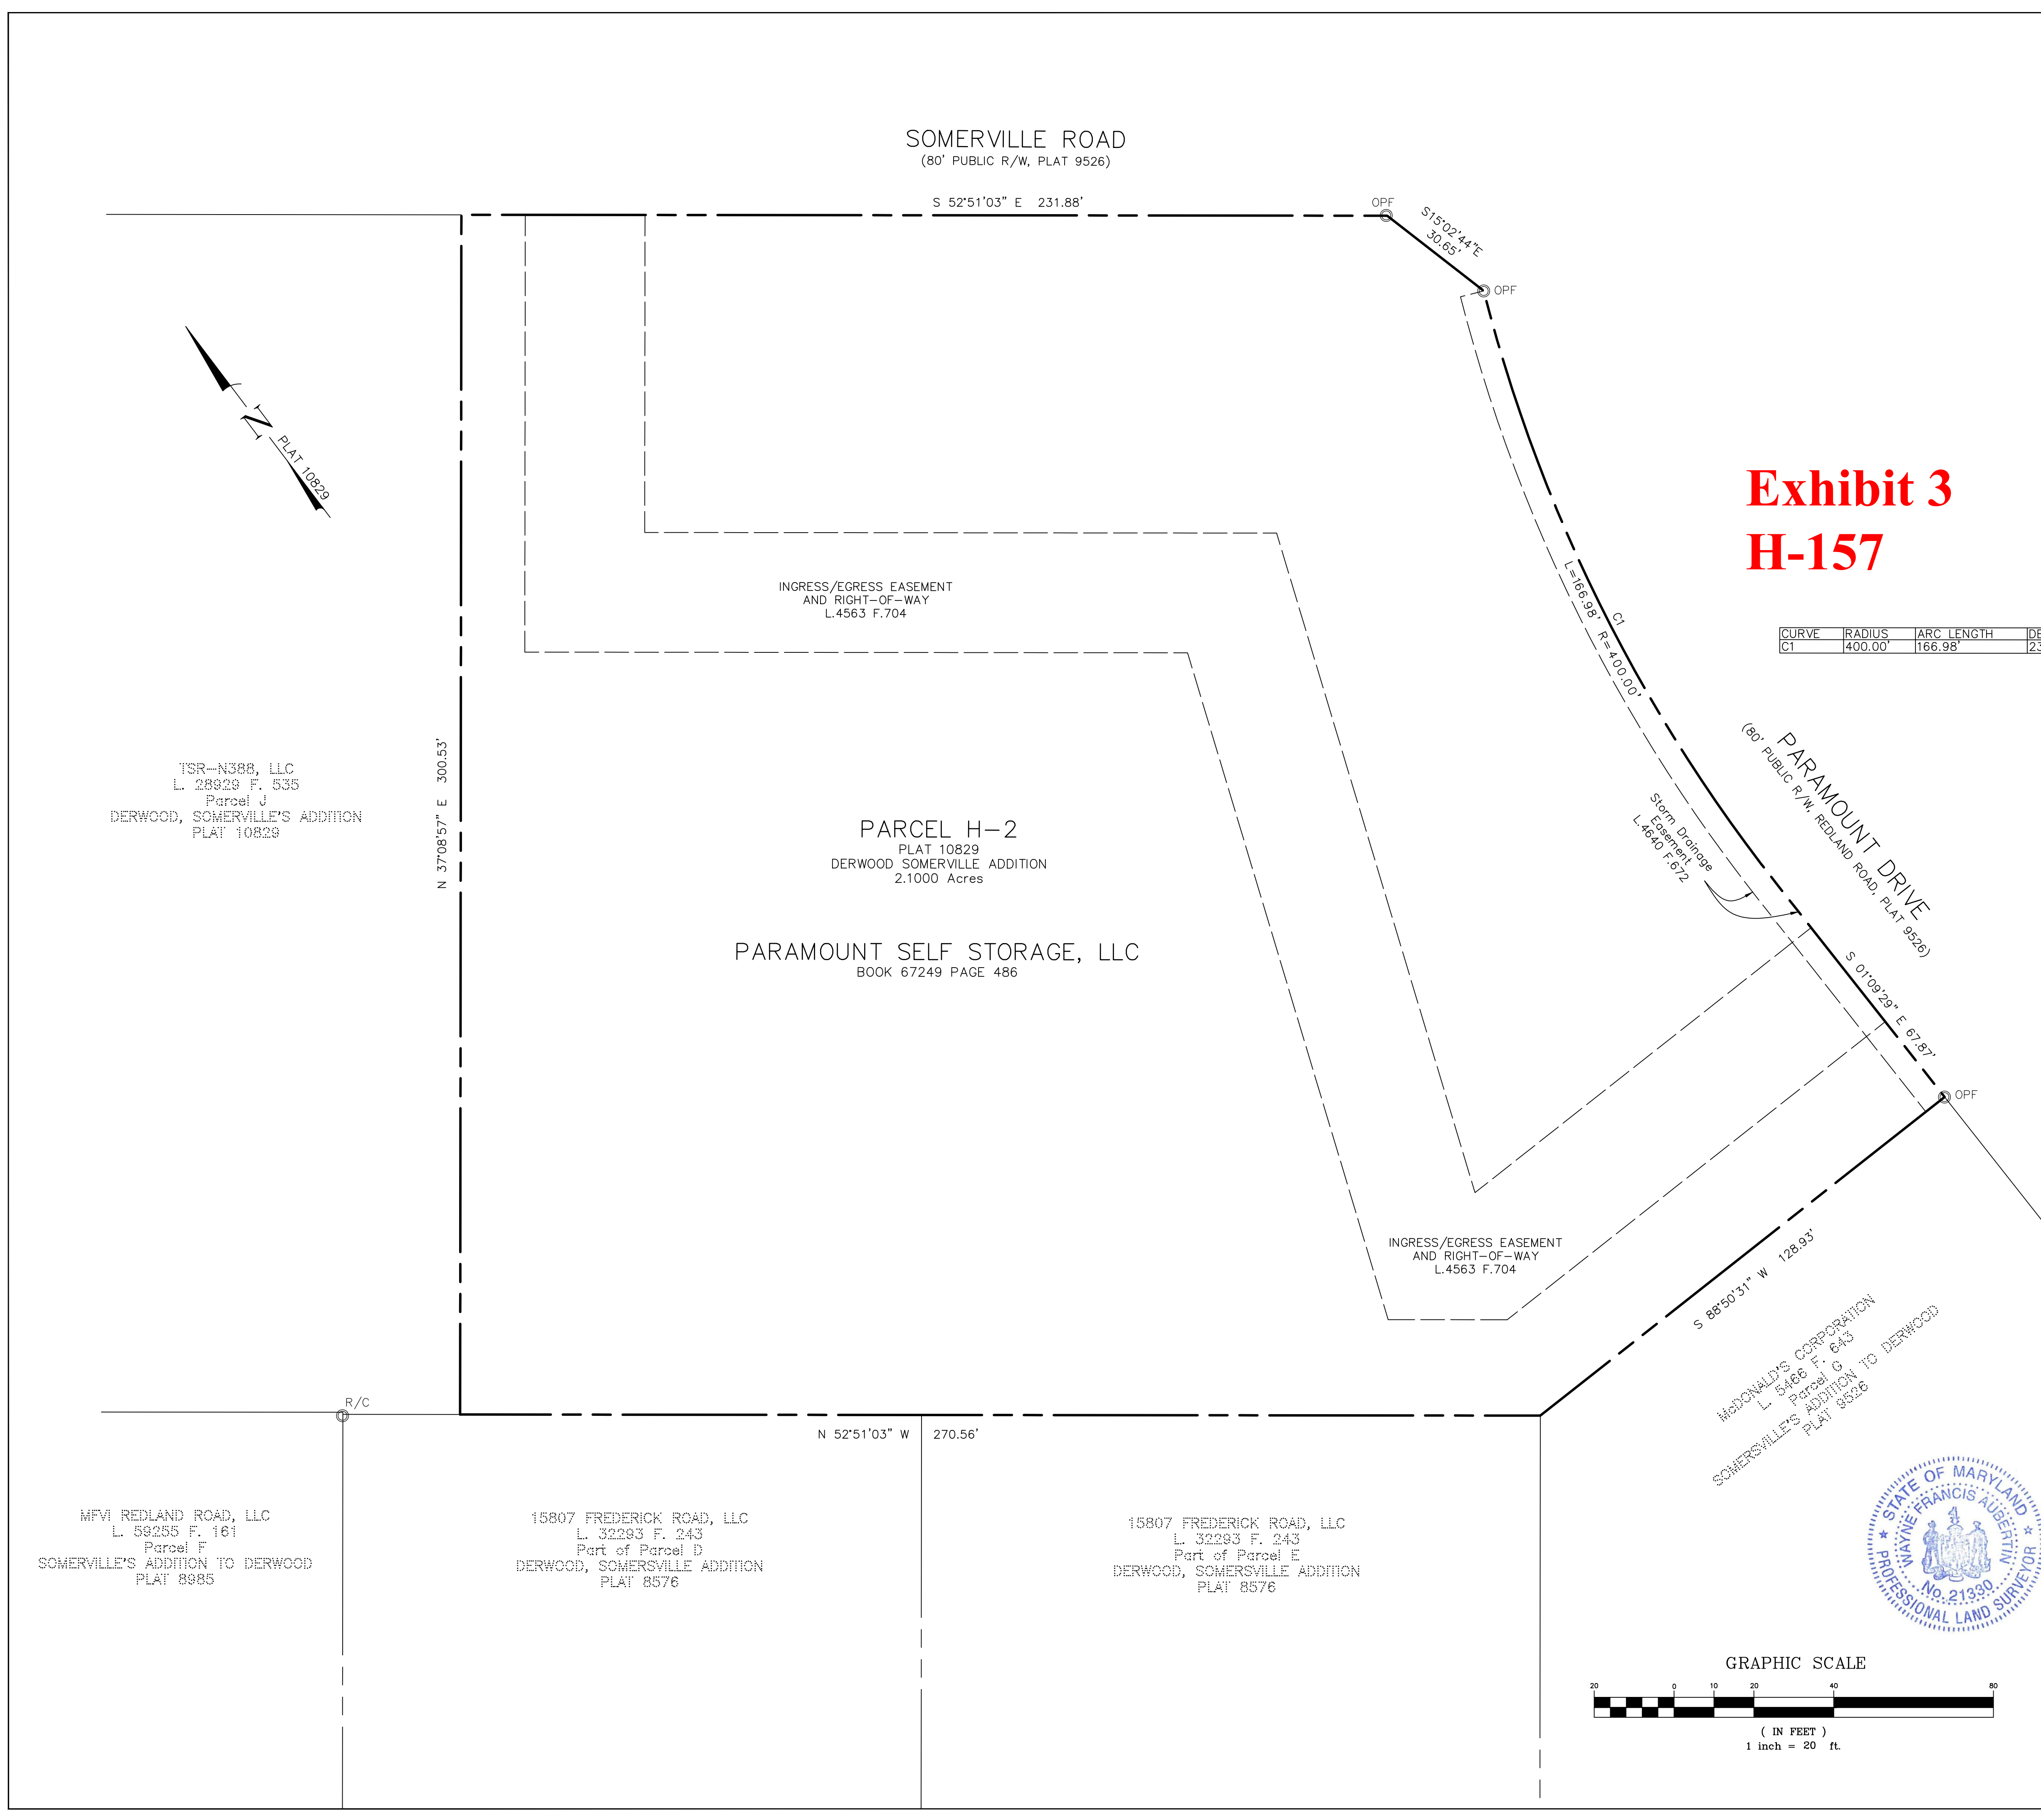 SOMERVILLE ROAD
(80' PUBLIC R/W, PLAT 9526)
S 52°51'03" E 231.88'
OPF
S15°02'44"E
30.65'
OPF
N
PLAT 10829
Exhibit 3
H-157
INGRESS/EGRESS EASEMENT
AND RIGHT-OF-WAY
L.4563 F.704
C1
L=166.98' R=400.00'
CURVE RADIUS ARC LENGTH
C1 400.00' 166.98'
N 37°08'57" E 300.53'
TSR-N388, LLC
L. 28929 F. 535
Parcel J
DERWOOD, SOMERVILLE'S ADDITION
PLAT 10829
PARCEL H-2
PLAT 10829
DERWOOD SOMERVILLE ADDITION
2.1000 Acres
PARAMOUNT SELF STORAGE, LLC
BOOK 67249 PAGE 486
PARAMOUNT DRIVE
(80' PUBLIC R/W, REDLAND ROAD, PLAT 9526)
Storm Drainage
Easement
L.4640 F.672
S 01°09'29" E 67.87'
OPF
INGRESS/EGRESS EASEMENT
AND RIGHT-OF-WAY
L.4563 F.704
S 88°50'31" W 128.93'
McDONALD'S CORPORATION
L. 5466 F. 643
Parcel G
SOMERSVILLE'S ADDITION TO DERWOOD
PLAT 9526
R/C
N 52°51'03" W 270.56'
MFVI REDLAND ROAD, LLC
L. 59255 F. 161
Parcel F
SOMERVILLE'S ADDITION TO DERWOOD
PLAT 8985
15807 FREDERICK ROAD, LLC
L. 32293 F. 243
Part of Parcel D
DERWOOD, SOMERSVILLE ADDITION
PLAT 8576
15807 FREDERICK ROAD, LLC
L. 32293 F. 243
Part of Parcel E
DERWOOD, SOMERSVILLE ADDITION
PLAT 8576
STATE OF MARYLAND
WAYNE FRANCIS AUBERTIN
No. 21330
PROFESSIONAL LAND SURVEYOR
GRAPHIC SCALE
20 0 10 20 40 80
( IN FEET )
1 inch = 20 ft.